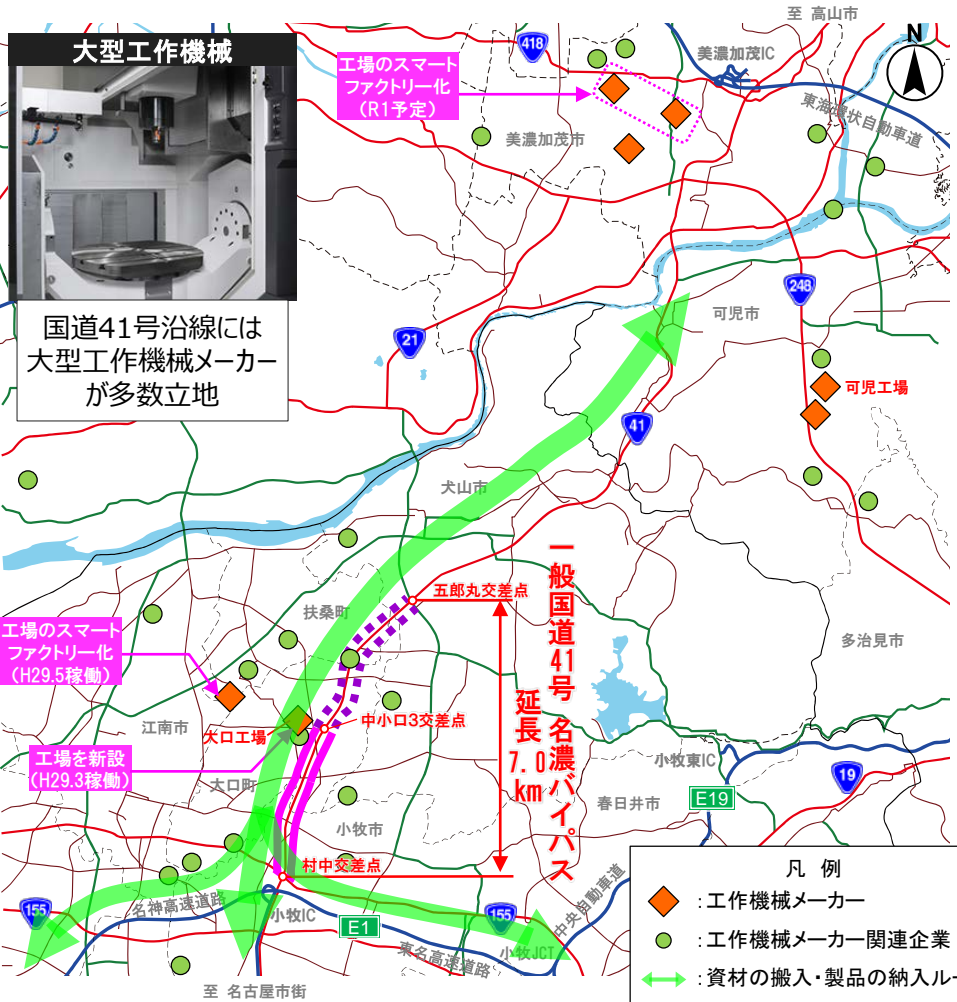 至 高山市
N
大型工作機械
418
工場のスマート
ファクトリー化
(R1予定)
美濃加茂IC
東海環状自動車道
美濃加茂市
国道41号沿線には
大型工作機械メーカー
が多数立地
21
248
可児市
可児工場
41
犬山市
一般国道41号 名濃バイパス
延長
7.0
km
五郎丸交差点
扶桑町
工場のスマート
ファクトリー化
(H29.5稼働)
多治見市
江南市
大口工場
中小口3交差点
工場を新設
(H29.3稼働)
大口町
小牧東IC
19
E19
春日井市
小牧市
村中交差点
155
名神高速道路
小牧IC
E1
東名高速道路
155
小牧JCT
中央自動車道
至 名古屋市街
凡 例
:工作機械メーカー
:工作機械メーカー関連企業
:資材の搬入・製品の納入ル